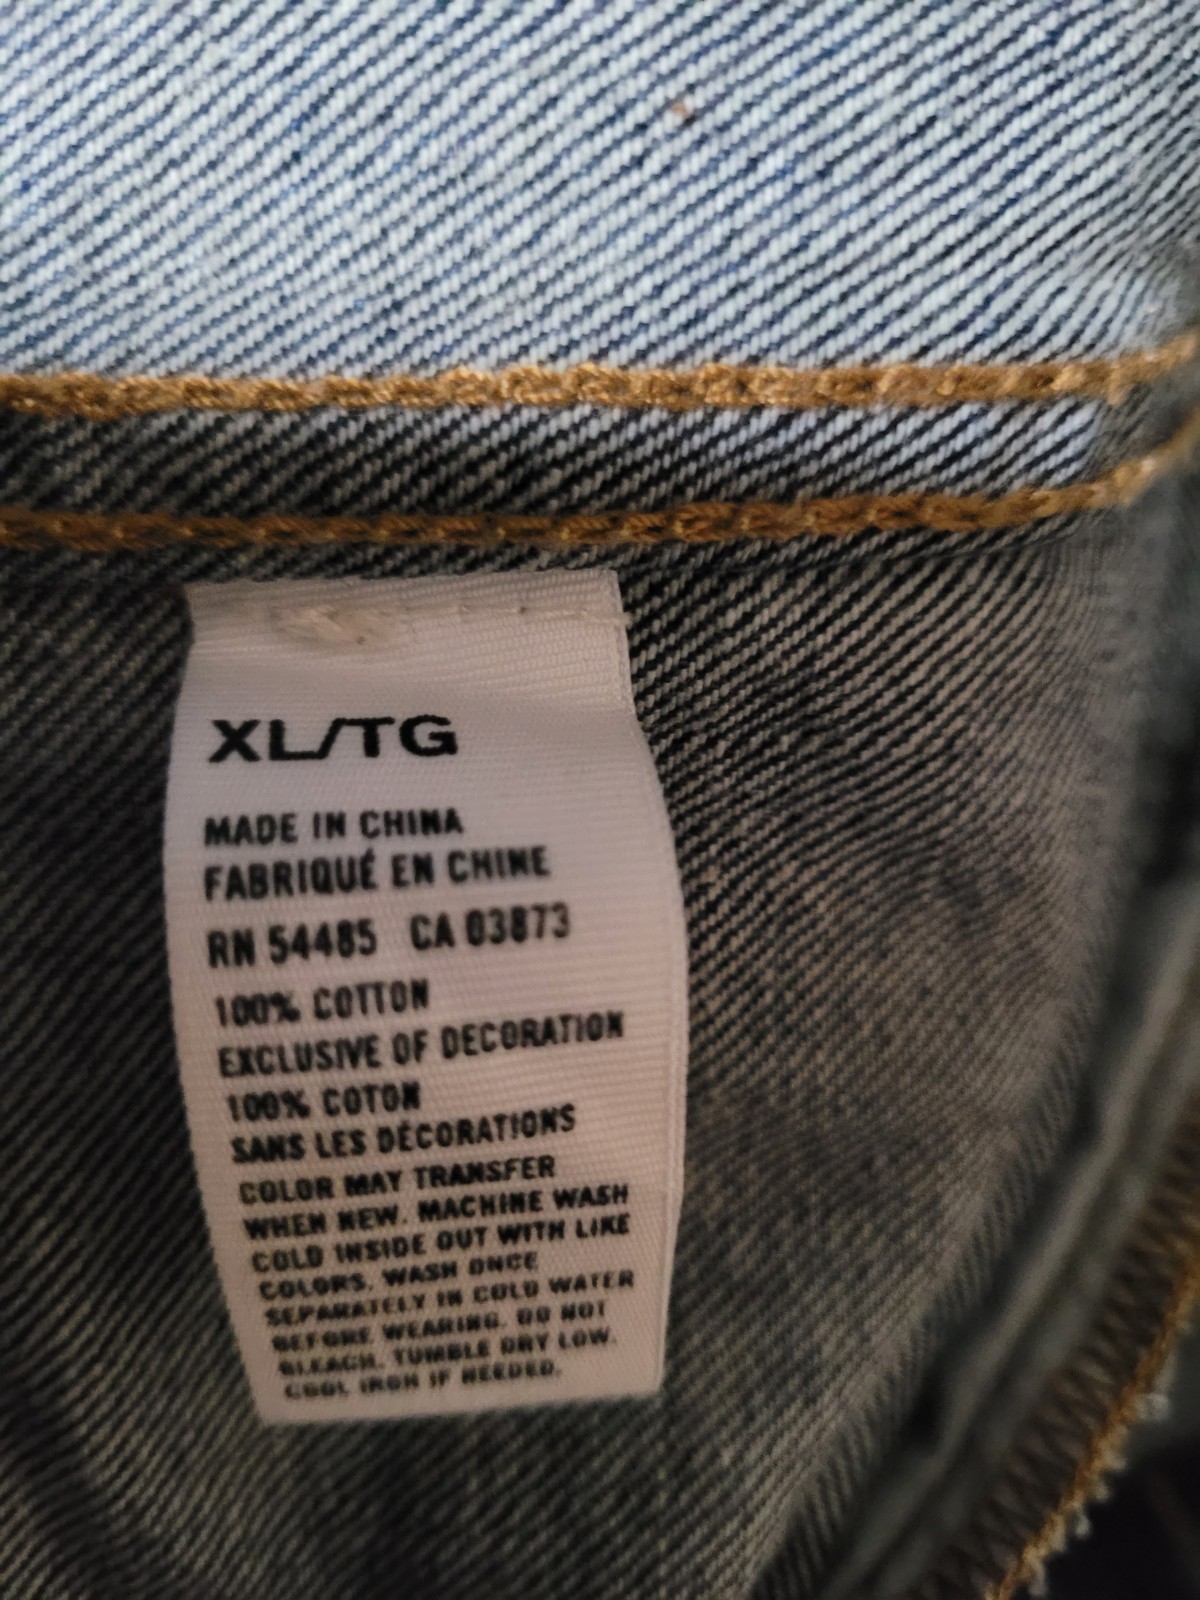 XL/TG
MADE IN CHINA
FABRIQUÉ EN CHINE
RN 54485 CA 03873
100% COTTON
EXCLUSIVE OF DECORATION
100% COTON
SANS LES DÉCORATIONS
COLOR MAY TRANSFER
WHEN NEW. MACHINE WASH
COLD INSIDE OUT WITH LIKE
COLORS. WASH ONCE
SEPARATELY IN COLD WATER
BEFORE WEARING. DO NOT
BLEACH. TUMBLE DRY LOW.
COOL IRON IF NEEDED.